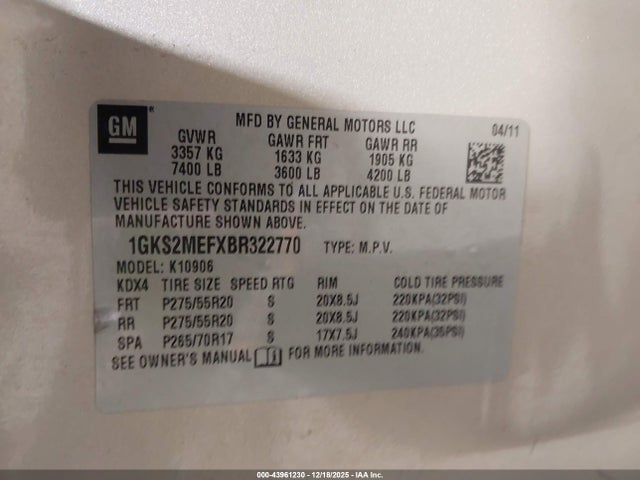 GM
MFD BY GENERAL MOTORS LLC 04/11
GVWR GAWR FRT GAWR RR
3357 KG 1633 KG 1905 KG
7400 LB 3600 LB 4200 LB
THIS VEHICLE CONFORMS TO ALL APPLICABLE U.S. FEDERAL MOTOR
VEHICLE SAFETY STANDARDS IN EFFECT ON THE DATE OF
MANUFACTURE SHOWN ABOVE.
1GKS2MEFXBR322770 TYPE: M.P.V.
MODEL: K10906
KDX4 TIRE SIZE SPEED RTG RIM COLD TIRE PRESSURE
FRT P275/55R20 S 20X8.5J 220KPA(32PSI)
RR P275/55R20 S 20X8.5J 220KPA(32PSI)
SPA P265/70R17 S 17X7.5J 240KPA(35PSI)
SEE OWNER'S MANUAL FOR MORE INFORMATION.
000-43961230 - 12/18/2025 - IAA Inc.